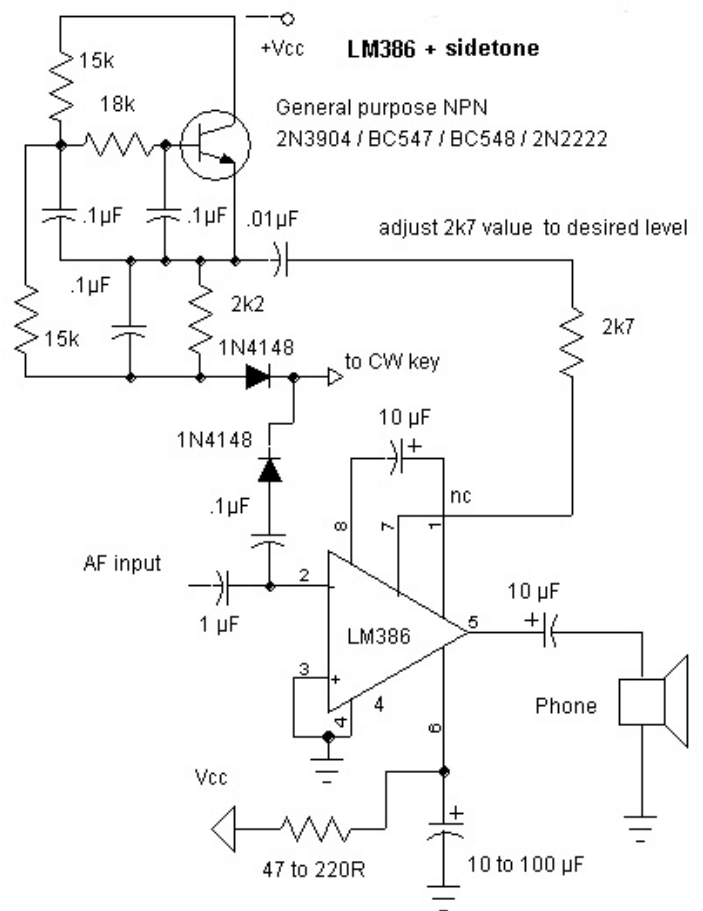 +Vcc
LM386 + sidetone
15k
18k
General purpose NPN
2N3904 / BC547 / BC548 / 2N2222
.1µF
.1µF
.01µF
adjust 2k7 value to desired level
.1µF
2k2
15k
2k7
1N4148
to CW key
10 µF
+
1N4148
nc
.1µF
8
7
1
AF input
2
-
10 µF
1 µF
+
5
LM386
3
+
4
4
6
Phone
Vcc
+
47 to 220R
10 to 100 µF